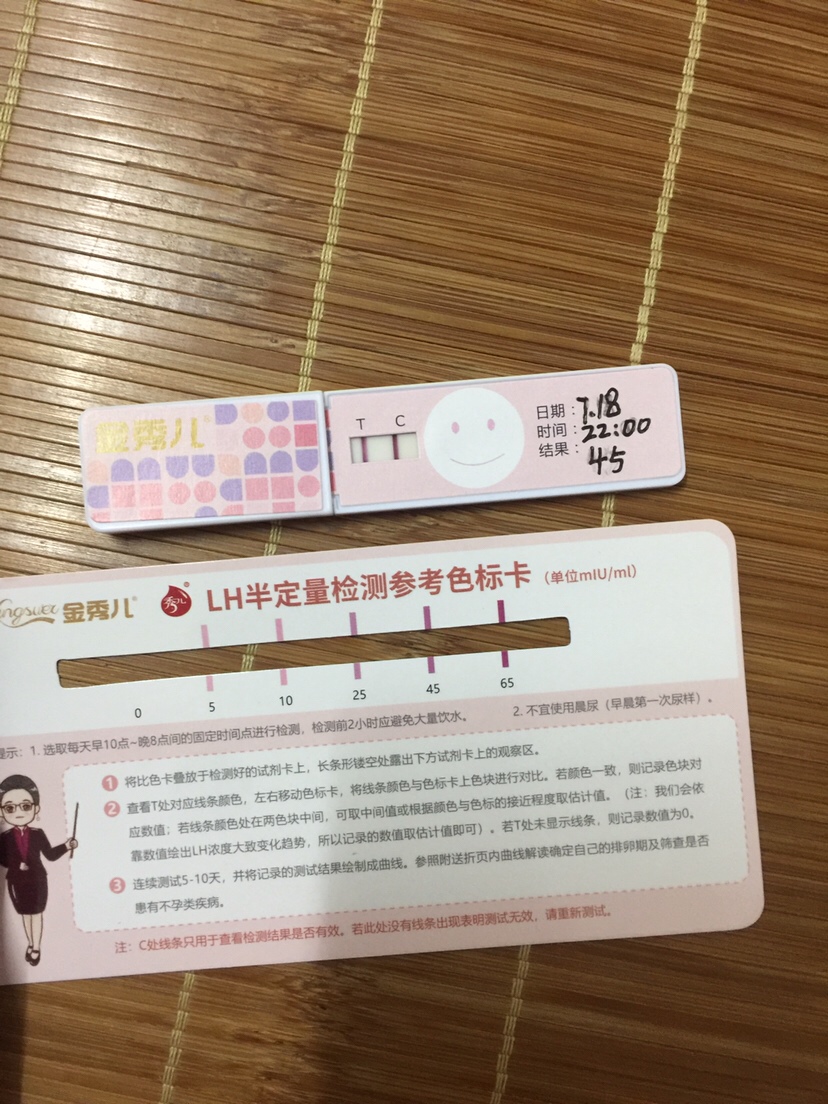 金秀儿®
T C
日期：7.18
时间：22:00
结果：45
金秀儿®
秀儿®
LH半定量检测参考色标卡（单位mIU/ml）
0 5 10 25 45 65
提示：1. 选取每天早10点~晚8点间的固定时间点进行检测，检测前2小时应避免大量饮水。 2. 不宜使用晨尿（早晨第一次尿样）。
1 将比色卡叠放于检测好的试剂卡上，长条形镂空处露出下方试剂卡上的观察区。
2 查看T处对应线条颜色，左右移动色标卡，将线条颜色与色标卡上色块进行对比。若颜色一致，则记录色块对
应数值；若线条颜色处在两色块中间，可取中间值或根据颜色与色标的接近程度取估计值。（注：我们会依
靠数值绘出LH浓度大致变化趋势，所以记录的数值取估计值即可）。若T处未显示线条，则记录数值为0。
3 连续测试5-10天，并将记录的测试结果绘制成曲线。参照附送折页内曲线解读确定自己的排卵期及筛查是否
患有不孕类疾病。
注：C处线条只用于查看检测结果是否有效。若此处没有线条出现表明测试无效，请重新测试。